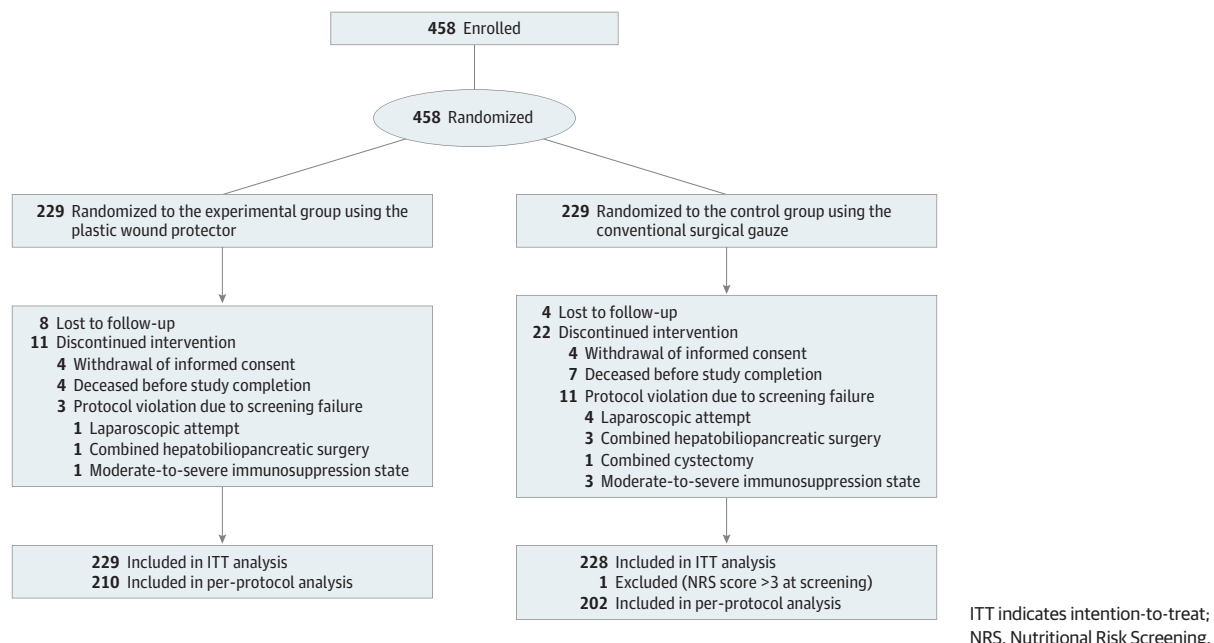 458 Enrolled
458 Randomized
229 Randomized to the experimental group using the
plastic wound protector
229 Randomized to the control group using the
conventional surgical gauze
8 Lost to follow-up
11 Discontinued intervention
4 Withdrawal of informed consent
4 Deceased before study completion
3 Protocol violation due to screening failure
1 Laparoscopic attempt
1 Combined hepatobiliopancreatic surgery
1 Moderate-to-severe immunosuppression state
4 Lost to follow-up
22 Discontinued intervention
4 Withdrawal of informed consent
7 Deceased before study completion
11 Protocol violation due to screening failure
4 Laparoscopic attempt
3 Combined hepatobiliopancreatic surgery
1 Combined cystectomy
3 Moderate-to-severe immunosuppression state
229 Included in ITT analysis
210 Included in per-protocol analysis
228 Included in ITT analysis
1 Excluded (NRS score >3 at screening)
202 Included in per-protocol analysis
ITT indicates intention-to-treat;
NRS, Nutritional Risk Screening.